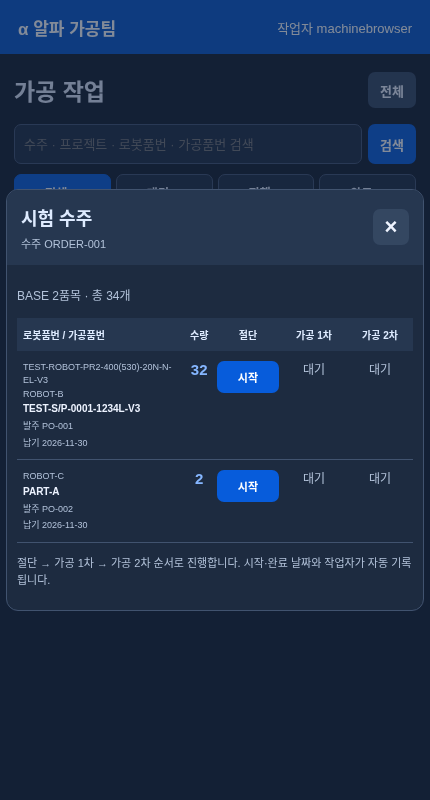 α 알파 가공팀
작업자 machinebrowser
가공 작업
전체
수주 · 프로젝트 · 로봇품번 · 가공품번 검색
검색
시험 수주
수주 ORDER-001
×
BASE 2품목 · 총 34개
로봇품번 / 가공품번 수량 절단 가공 1차 가공 2차
TEST-ROBOT-PR2-400(530)-20N-N-
EL-V3
ROBOT-B
TEST-S/P-0001-1234L-V3
발주 PO-001
납기 2026-11-30
32 시작 대기 대기
ROBOT-C
PART-A
발주 PO-002
납기 2026-11-30
2 시작 대기 대기
절단 → 가공 1차 → 가공 2차 순서로 진행합니다. 시작·완료 날짜와 작업자가 자동 기록
됩니다.